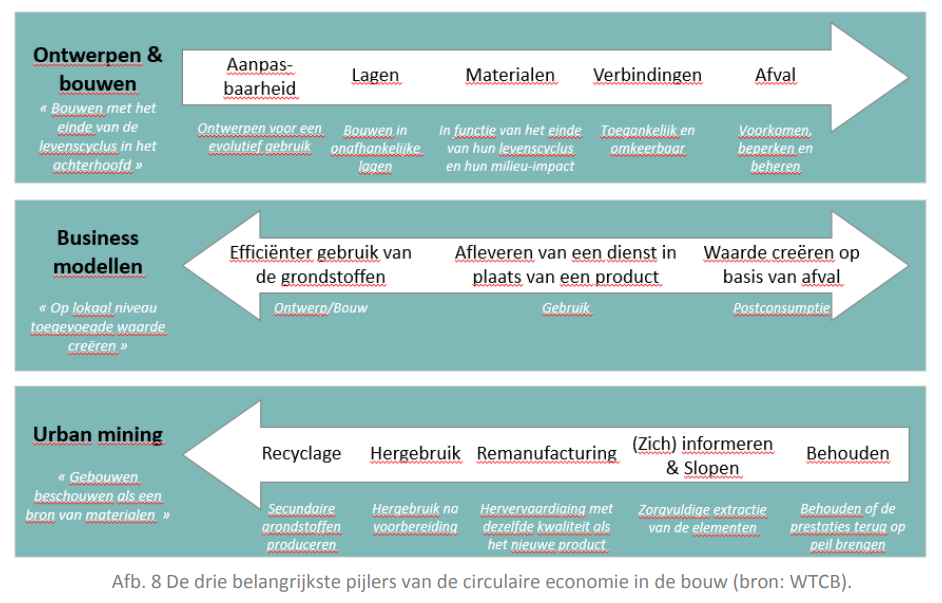 Ontwerpen &
bouwen
« Bouwen met het
einde van de
levenscyclus in het
achterhoofd »
Aanpas-
baarheid
Ontwerpen voor een
evolutief gebruik
Lagen
Bouwen in
onafhankelijke
lagen
Materialen
In functie van het einde
van hun levenscyclus
en hun milieu-impact
Verbindingen
Toegankelijk en
omkeerbaar
Afval
Voorkomen,
beperken en
beheren
Business
modellen
« Op lokaal niveau
toegevoegde waarde
creëren »
Efficiënter gebruik van
de grondstoffen
Ontwerp/Bouw
Afleveren van een dienst in
plaats van een product
Gebruik
Waarde creëren op
basis van afval
Postconsumptie
Urban mining
« Gebouwen
beschouwen als een
bron van materialen »
Recyclage
Secundaire
grondstoffen
produceren
Hergebruik
Hergebruik na
voorbereiding
Remanufacturing
Hervervaardiging met
dezelfde kwaliteit als
het nieuwe product
(Zich) informeren
& Slopen
Zorgvuldige extractie
van de elementen
Behouden
Behouden of de
prestaties terug op
peil brengen
Afb. 8 De drie belangrijkste pijlers van de circulaire economie in de bouw (bron: WTCB).